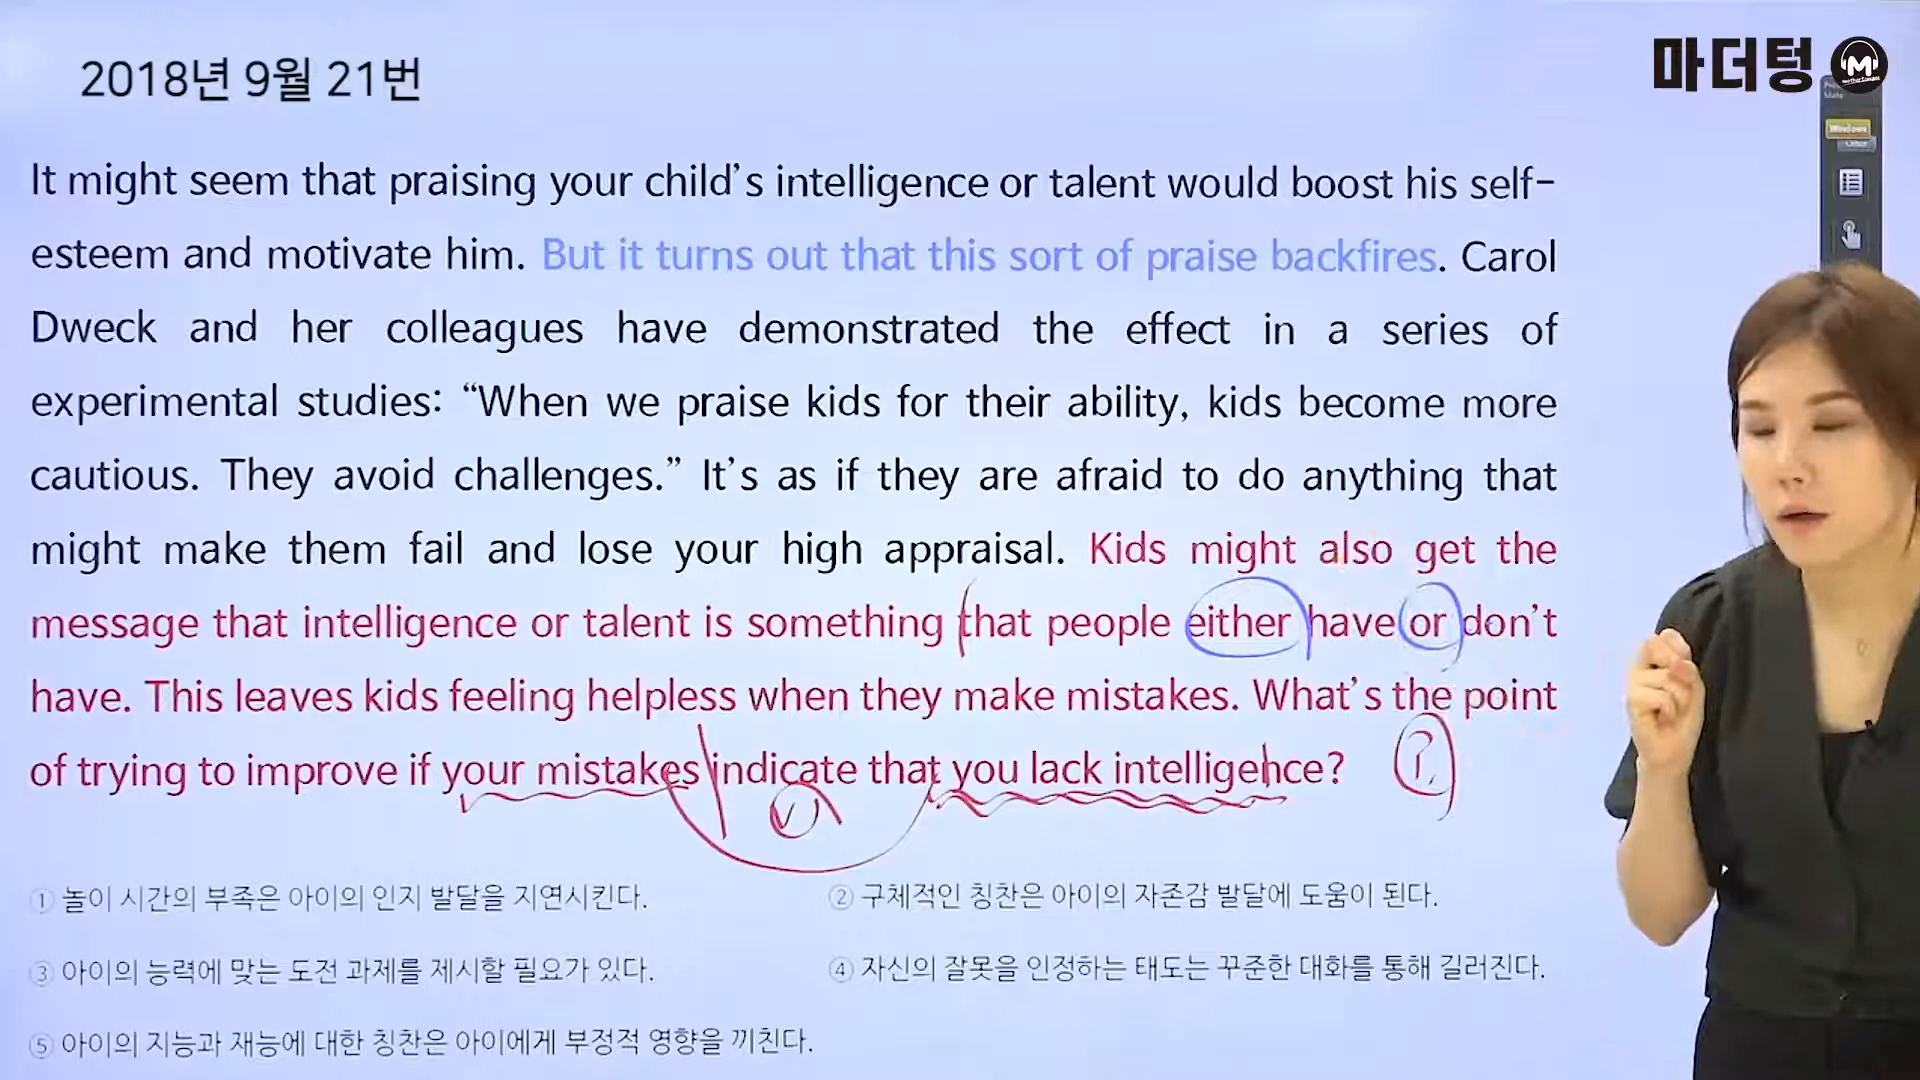 2018년 9월 21번
마더텅
It might seem that praising your child's intelligence or talent would boost his self-
esteem and motivate him. But it turns out that this sort of praise backfires. Carol
Dweck and her colleagues have demonstrated the effect in a series of
experimental studies: “When we praise kids for their ability, kids become more
cautious. They avoid challenges.” It's as if they are afraid to do anything that
might make them fail and lose your high appraisal. Kids might also get the
message that intelligence or talent is something that people either have or don't
have. This leaves kids feeling helpless when they make mistakes. What's the point
of trying to improve if your mistakes indicate that you lack intelligence?
① 놀이 시간의 부족은 아이의 인지 발달을 지연시킨다.
② 구체적인 칭찬은 아이의 자존감 발달에 도움이 된다.
③ 아이의 능력에 맞는 도전 과제를 제시할 필요가 있다.
④ 자신의 잘못을 인정하는 태도는 꾸준한 대화를 통해 길러진다.
⑤ 아이의 지능과 재능에 대한 칭찬은 아이에게 부정적 영향을 끼친다.